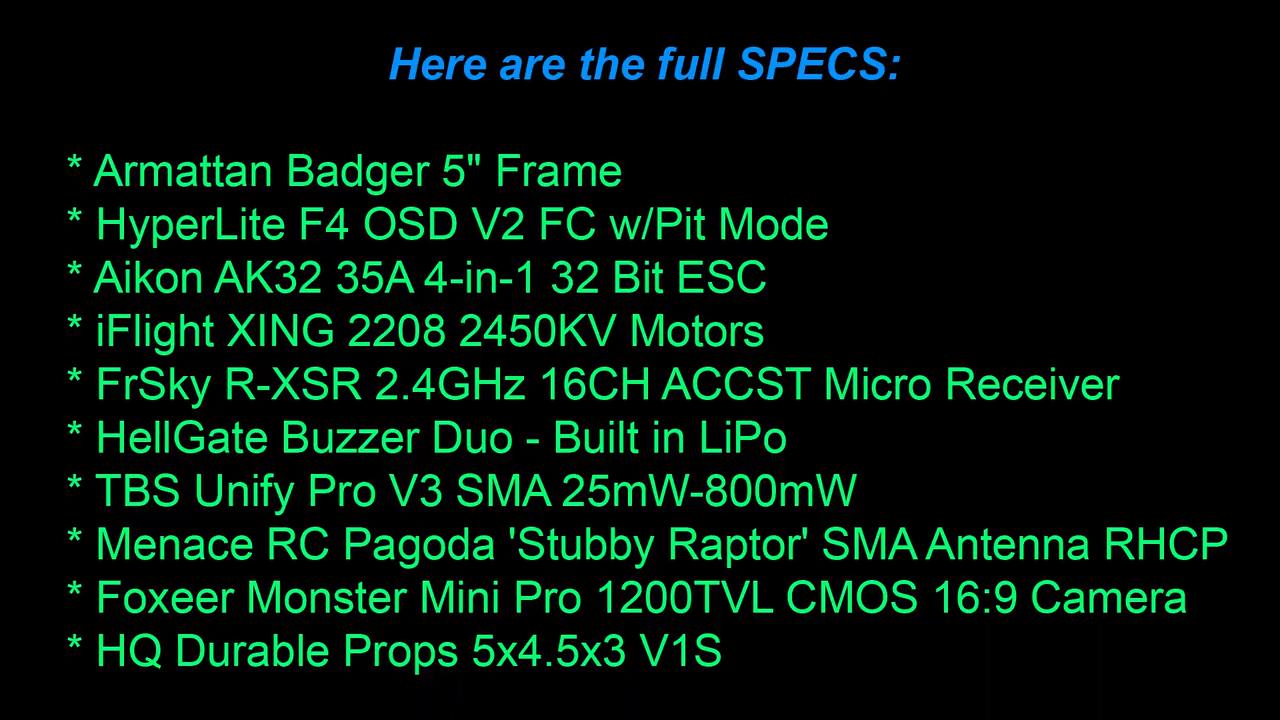 Here are the full SPECS:
* Armattan Badger 5" Frame
* HyperLite F4 OSD V2 FC w/Pit Mode
* Aikon AK32 35A 4-in-1 32 Bit ESC
* iFlight XING 2208 2450KV Motors
* FrSky R-XSR 2.4GHz 16CH ACCST Micro Receiver
* HellGate Buzzer Duo - Built in LiPo
* TBS Unify Pro V3 SMA 25mW-800mW
* Menace RC Pagoda 'Stubby Raptor' SMA Antenna RHCP
* Foxeer Monster Mini Pro 1200TVL CMOS 16:9 Camera
* HQ Durable Props 5x4.5x3 V1S